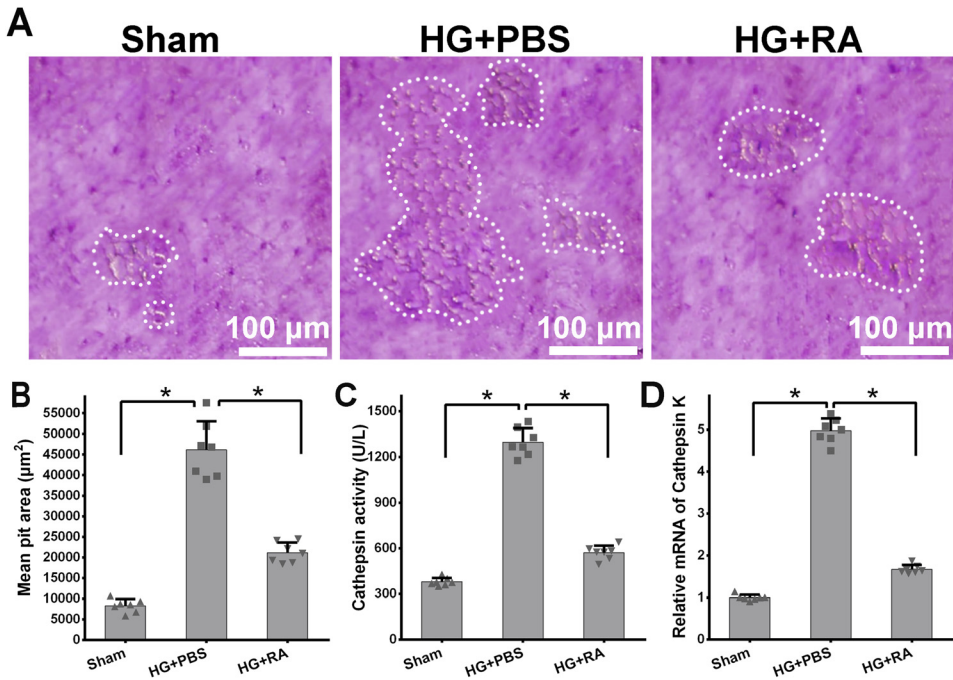 A
Sham
HG+PBS
HG+RA
100 µm
100 µm
100 µm
B
Mean pit area (µm²)
55000
50000
45000
40000
35000
30000
25000
20000
15000
10000
5000
0
* *
Sham
HG+PBS
HG+RA
C
Cathepsin activity (U/L)
1500
1200
900
600
300
0
* *
Sham
HG+PBS
HG+RA
D
Relative mRNA of Cathepsin K
5
4
3
2
1
0
* *
Sham
HG+PBS
HG+RA